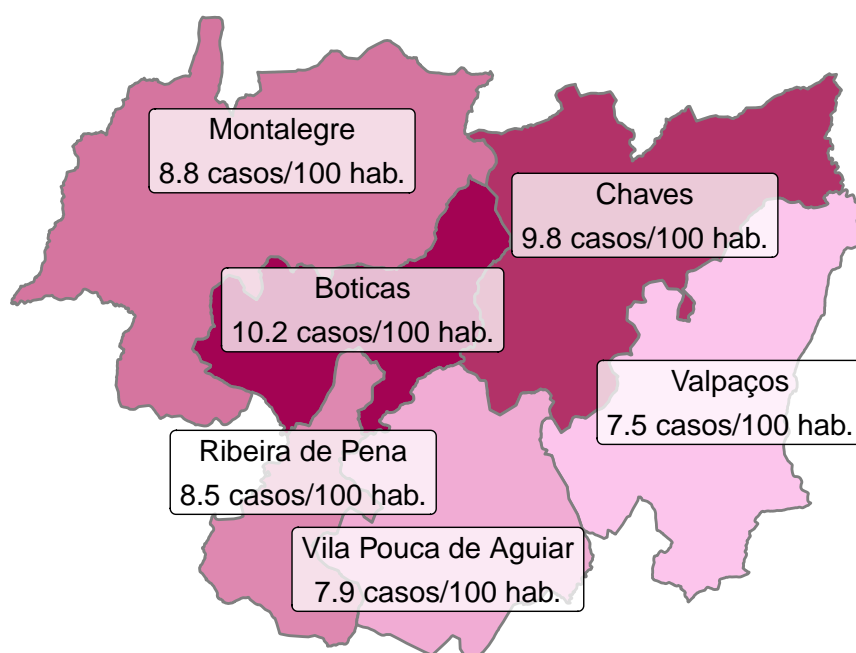 Montalegre
8.8 casos/100 hab.
Chaves
9.8 casos/100 hab.
Boticas
10.2 casos/100 hab.
Valpaços
7.5 casos/100 hab.
Ribeira de Pena
8.5 casos/100 hab.
Vila Pouca de Aguiar
7.9 casos/100 hab.